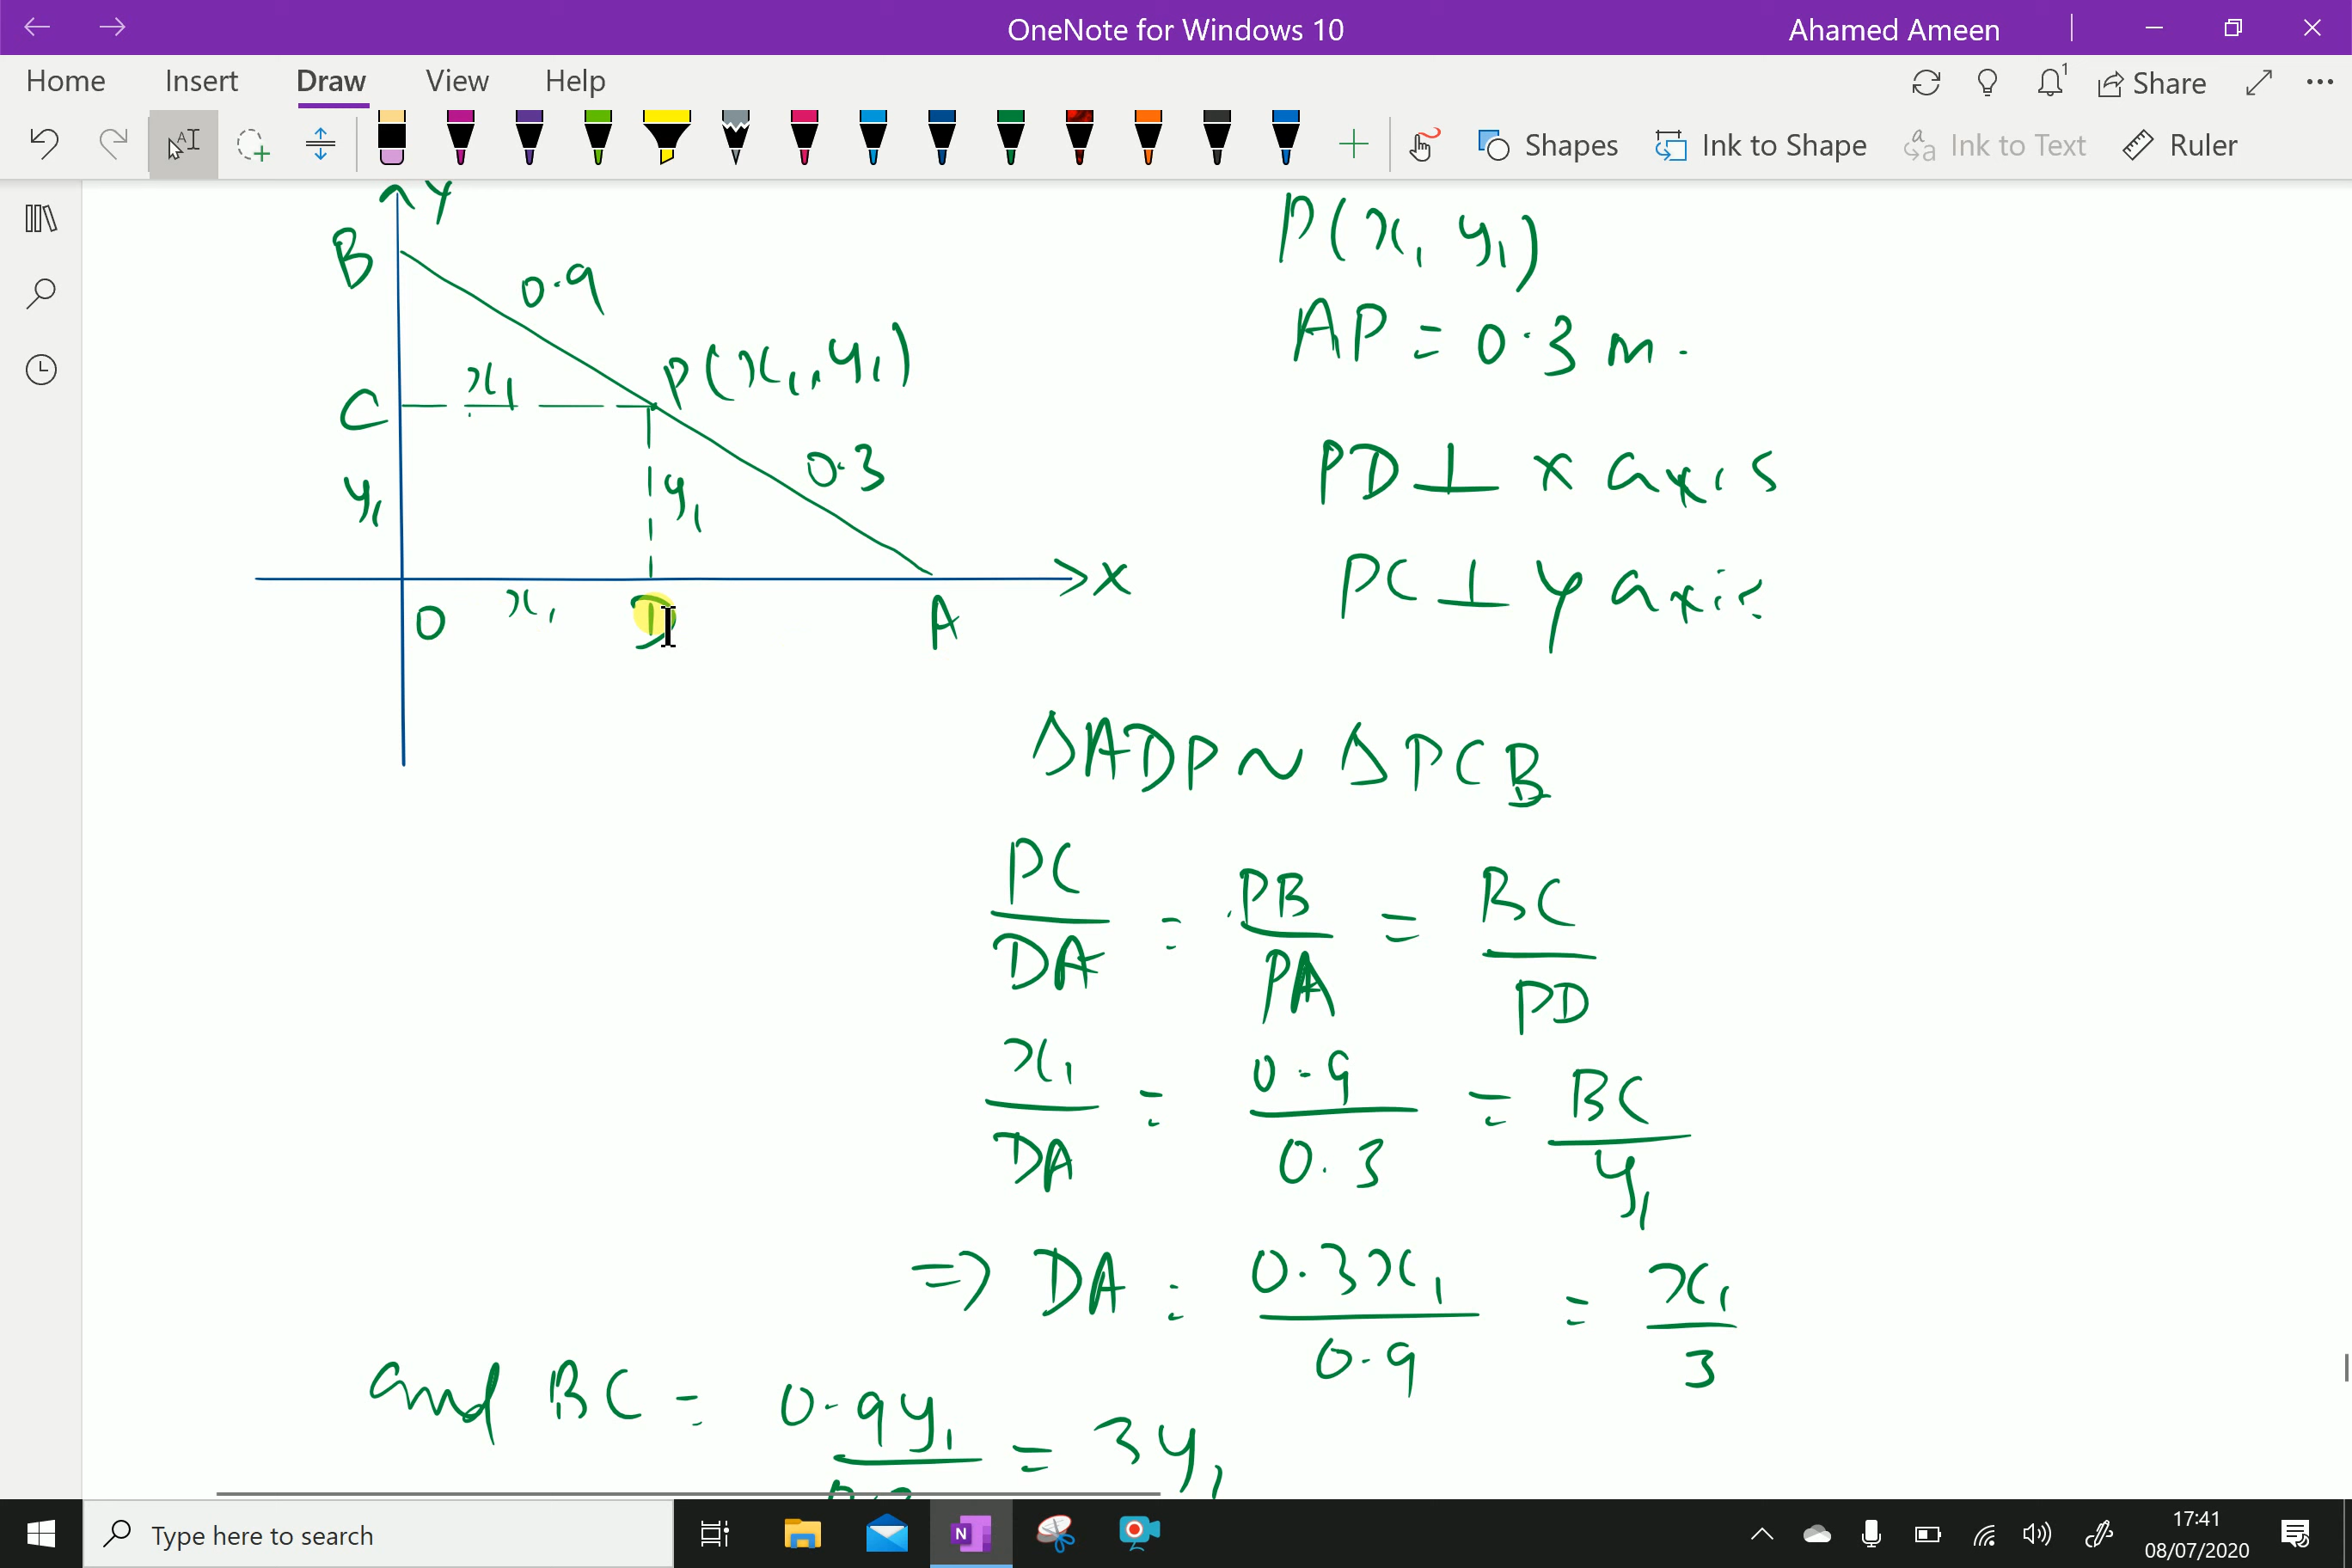 OneNote for Windows 10
Ahamed Ameen
Home Insert Draw View Help
1
Share
Shapes Ink to Shape Ink to Text Ruler
Y
B
0.9
P(x₁, y₁)
C
x₁
y₁
y₁
0.3
O x₁ D A
X
P(x₁ y₁)
AP = 0.3 m.
PD ⊥ x axis
PC ⊥ y axis
ΔADP ~ ΔPCB
PC/DA = PB/PA = BC/PD
x₁/DA = 0.9/0.3 = BC/y₁
⇒ DA = 0.3x₁/0.9 = x₁/3
and BC = 0.9y₁/ = 3y₁
Type here to search
N
17:41
08/07/2020